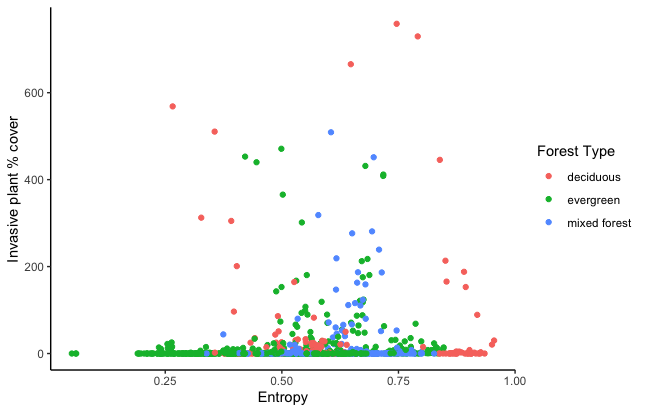 Invasive plant % cover
600
400
200
0
0.25 0.50 0.75 1.00
Entropy
Forest Type
deciduous
evergreen
mixed forest